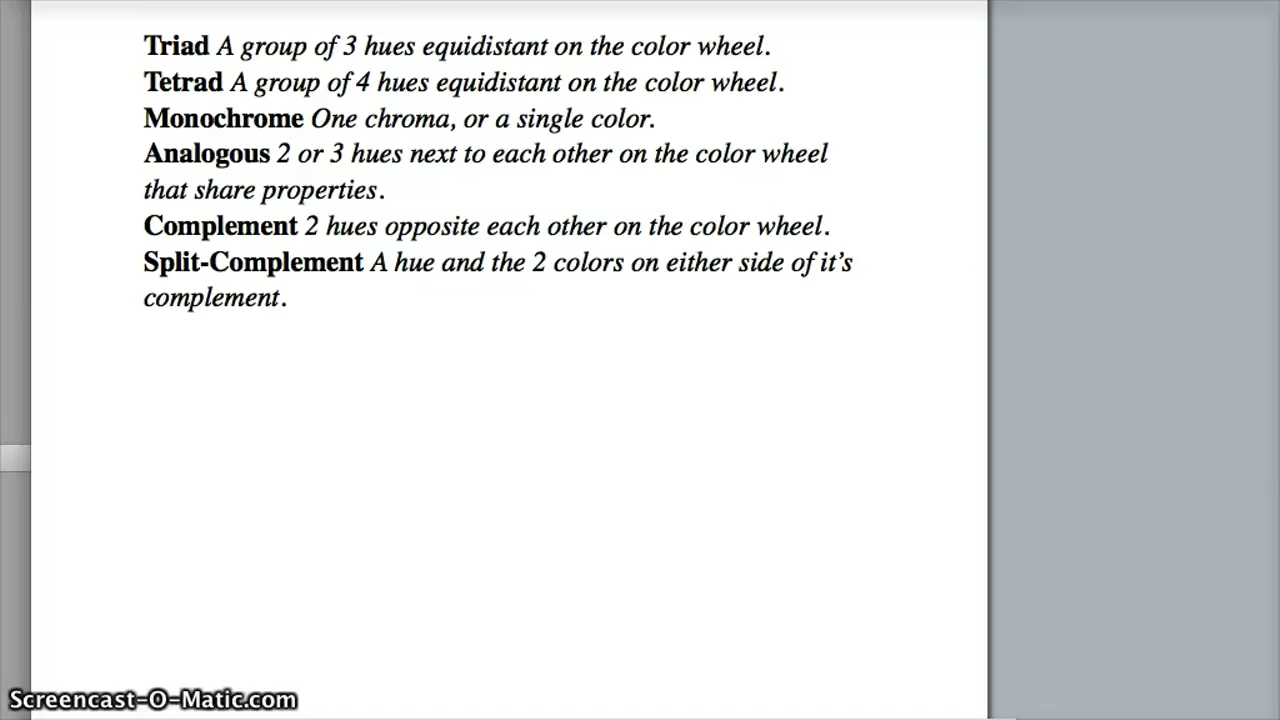 Triad A group of 3 hues equidistant on the color wheel.
Tetrad A group of 4 hues equidistant on the color wheel.
Monochrome One chroma, or a single color.
Analogous 2 or 3 hues next to each other on the color wheel
that share properties.
Complement 2 hues opposite each other on the color wheel.
Split-Complement A hue and the 2 colors on either side of it’s
complement.
Screencast-O-Matic.com